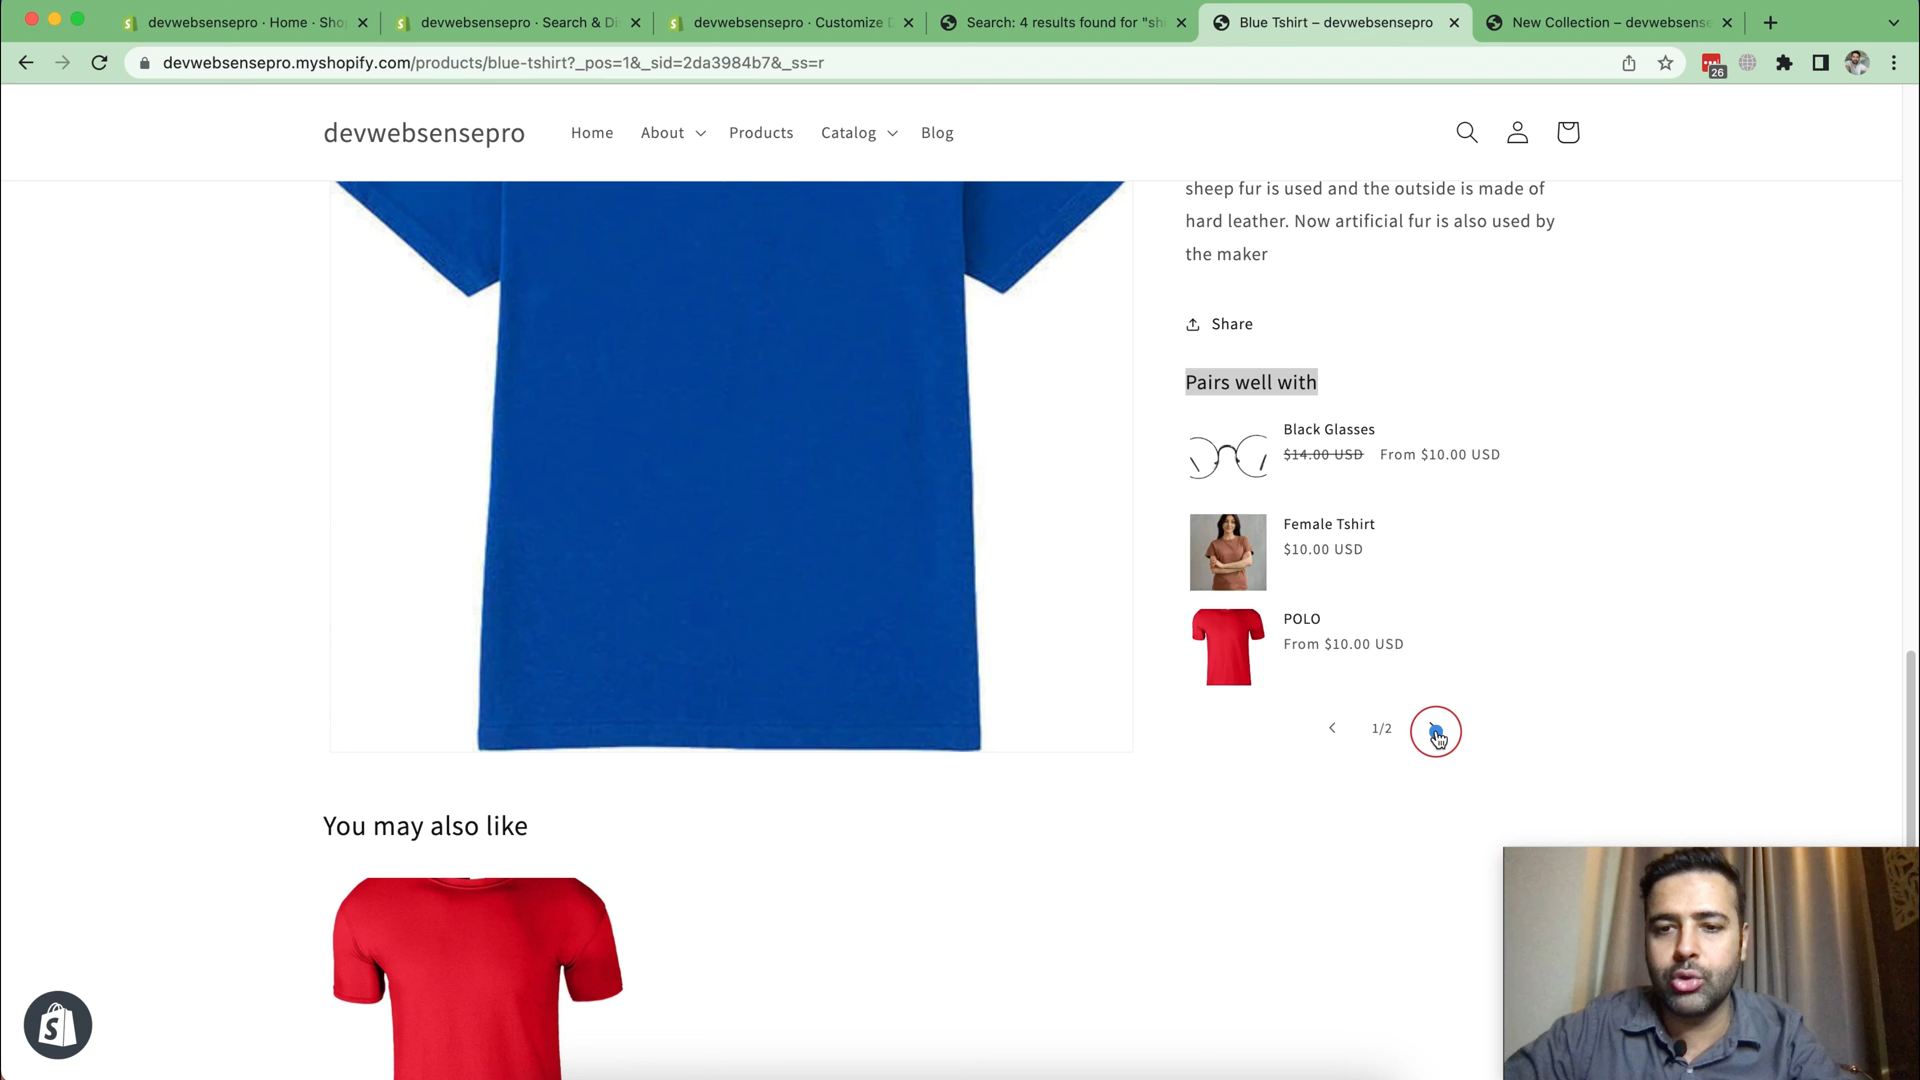 devwebsensepro · Home · Sho
devwebsensepro · Search & Di
devwebsensepro · Customize D
Search: 4 results found for "sh
Blue Tshirt – devwebsensepro
New Collection – devwebsense
devwebsensepro.myshopify.com/products/blue-tshirt?_pos=1&_sid=2da3984b7&_ss=r
26
devwebsensepro
Home
About
Products
Catalog
Blog
sheep fur is used and the outside is made of
hard leather. Now artificial fur is also used by
the maker
Share
Pairs well with
Black Glasses
$14.00 USD From $10.00 USD
Female Tshirt
$10.00 USD
POLO
From $10.00 USD
1/2
You may also like